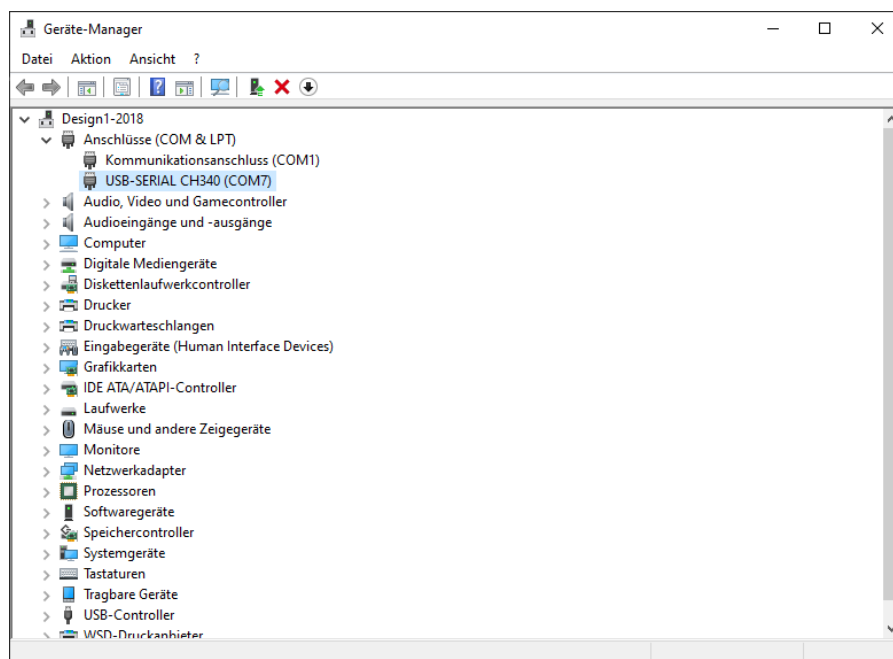 Geräte-Manager
Datei Aktion Ansicht ?
Design1-2018
Anschlüsse (COM & LPT)
Kommunikationsanschluss (COM1)
USB-SERIAL CH340 (COM7)
Audio, Video und Gamecontroller
Audioeingänge und -ausgänge
Computer
Digitale Mediengeräte
Diskettenlaufwerkcontroller
Drucker
Druckwarteschlangen
Eingabegeräte (Human Interface Devices)
Grafikkarten
IDE ATA/ATAPI-Controller
Laufwerke
Mäuse und andere Zeigegeräte
Monitore
Netzwerkadapter
Prozessoren
Softwaregeräte
Speichercontroller
Systemgeräte
Tastaturen
Tragbare Geräte
USB-Controller
WSD-Druckanbieter